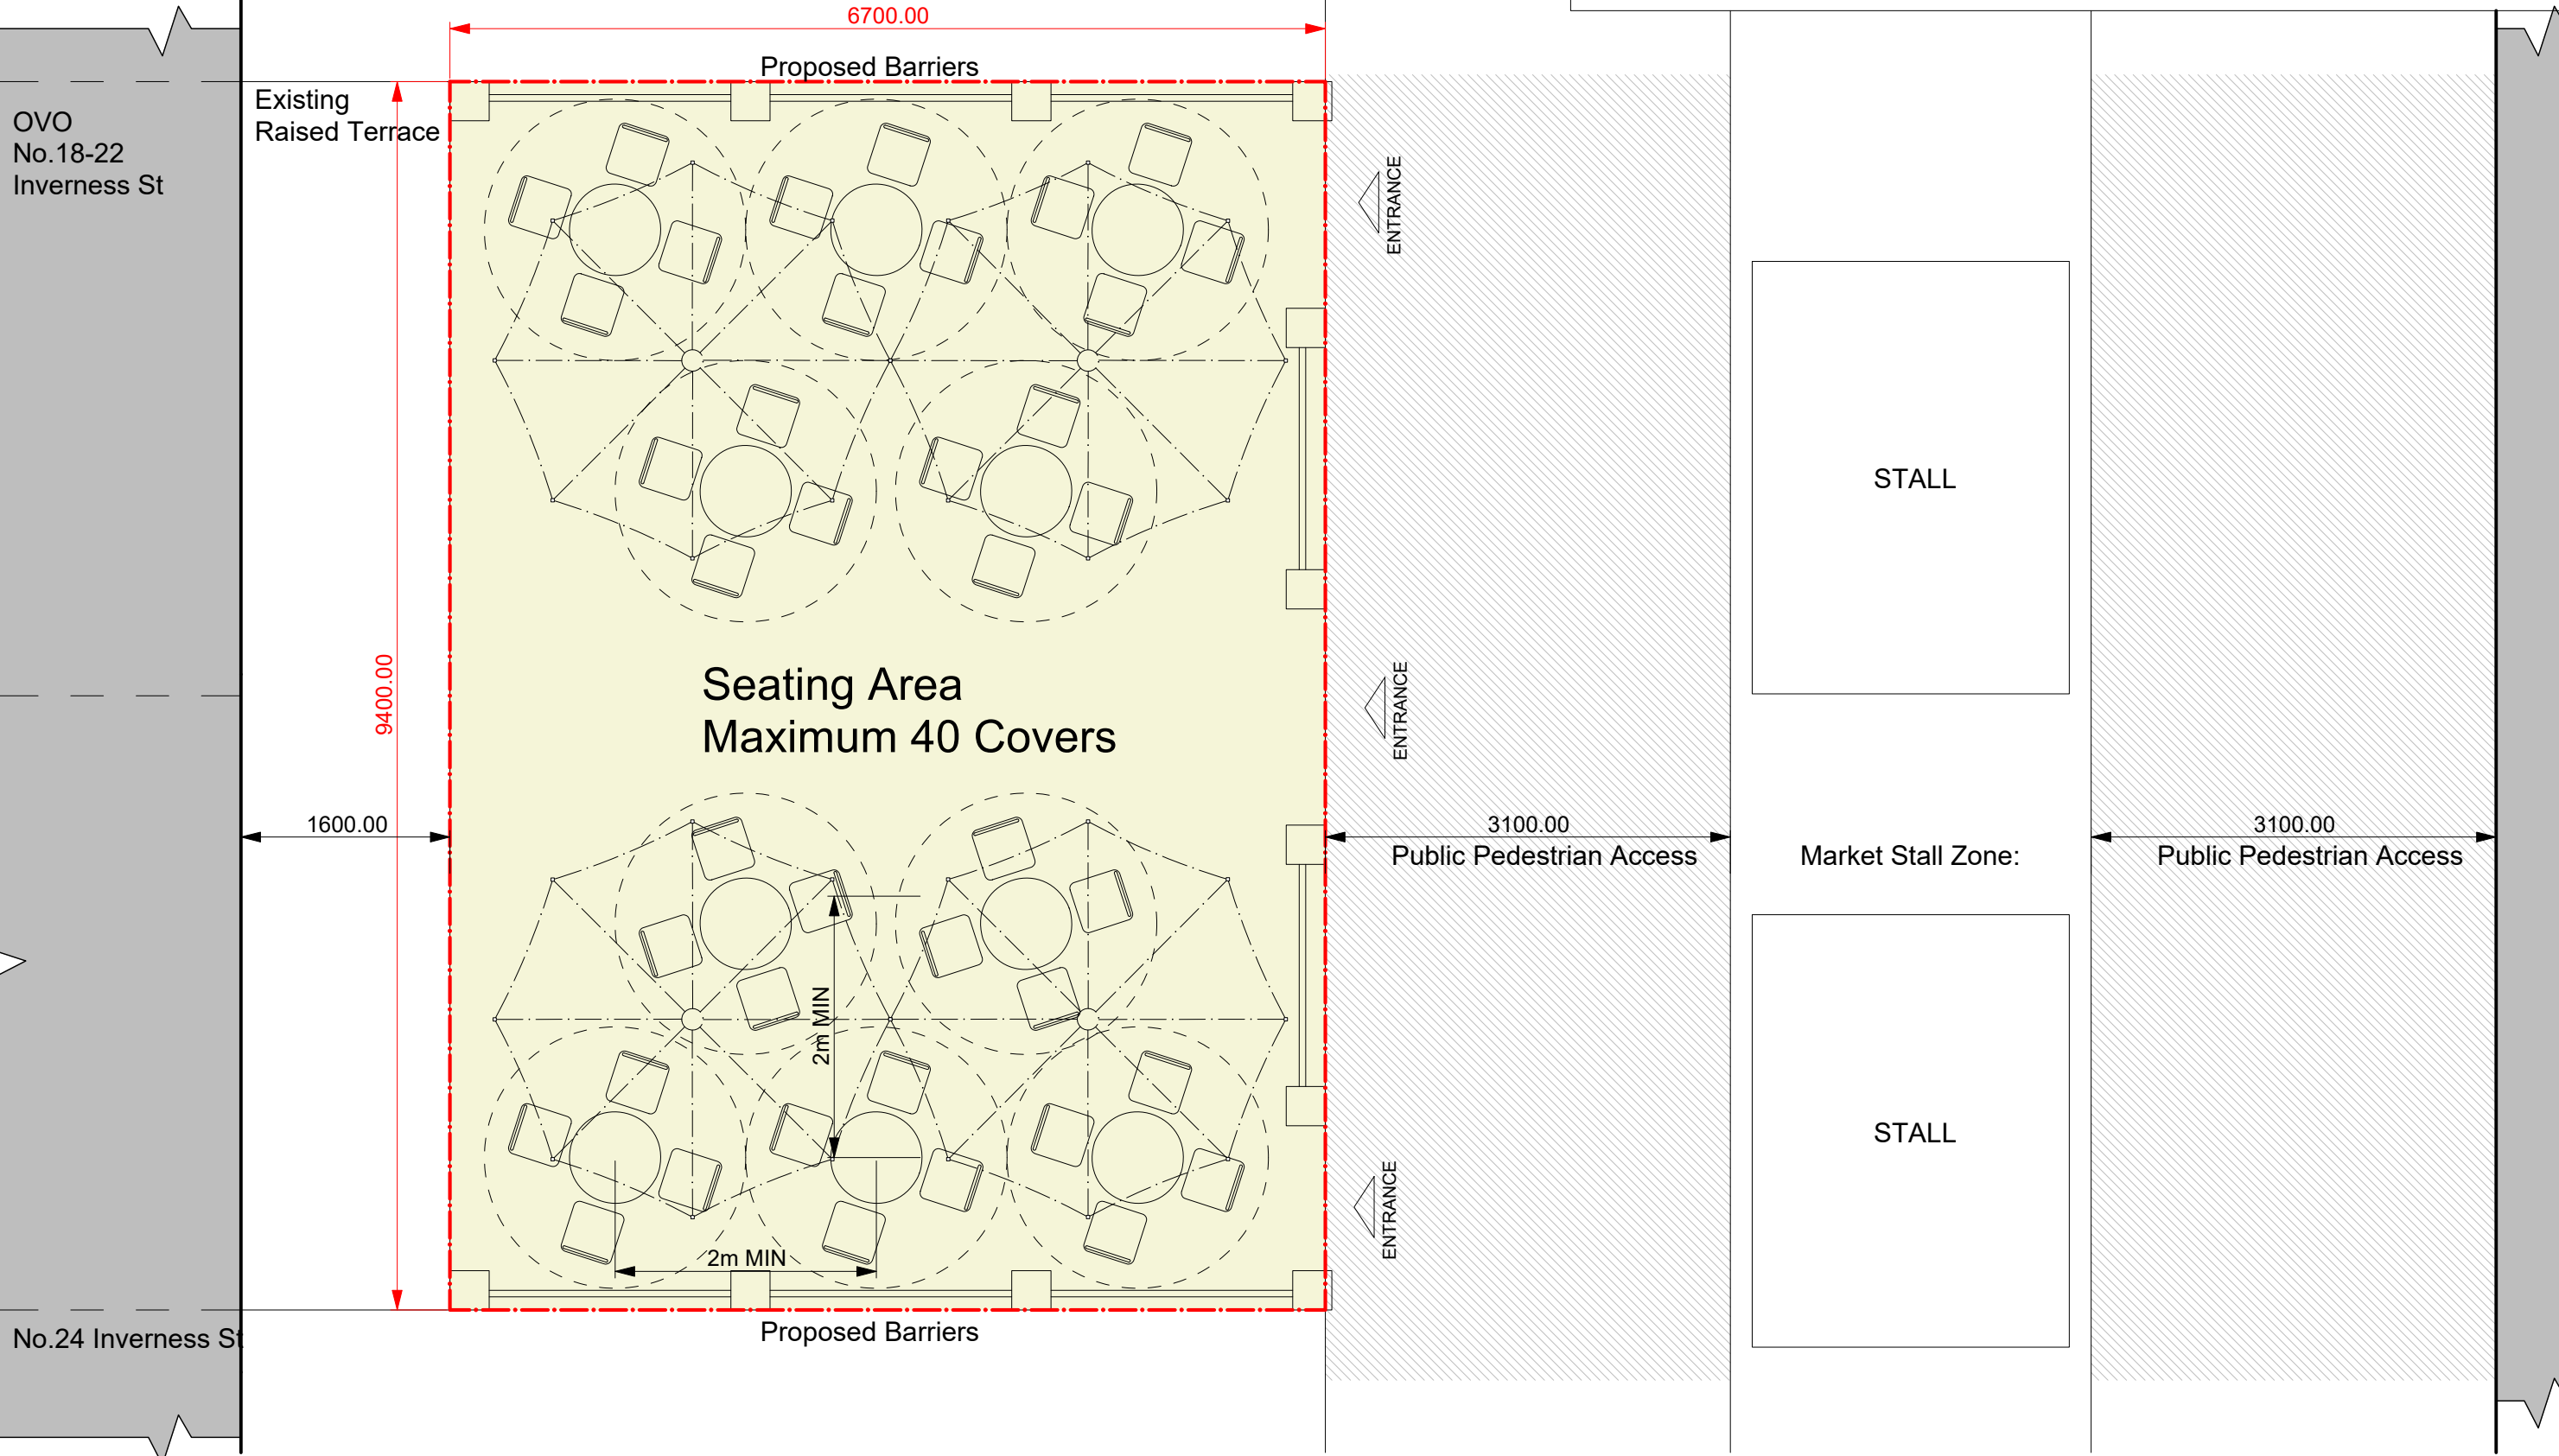 6700.00
Proposed Barriers
Existing
Raised Terrace
OVO
No.18-22
Inverness St
ENTRANCE
STALL
9400.00
Seating Area
Maximum 40 Covers
ENTRANCE
1600.00
3100.00
Public Pedestrian Access
Market Stall Zone:
3100.00
Public Pedestrian Access
2m MIN
STALL
ENTRANCE
2m MIN
No.24 Inverness St
Proposed Barriers